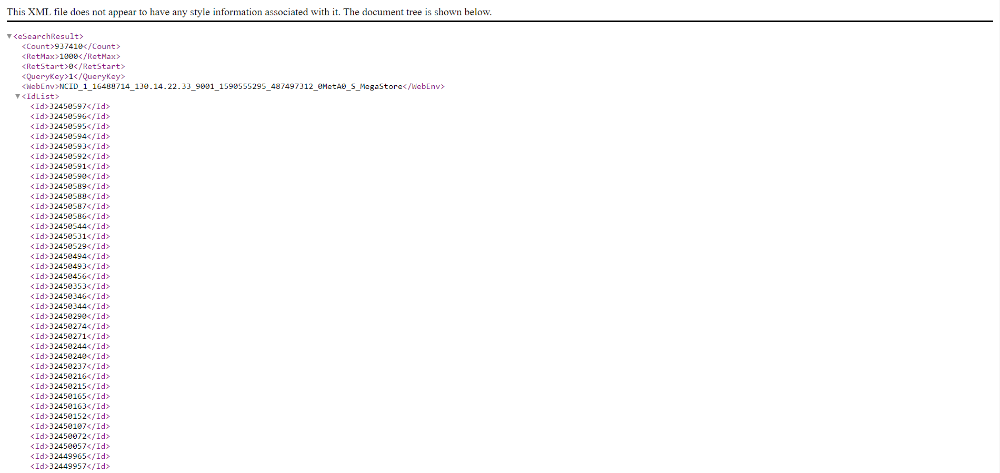 This XML file does not appear to have any style information associated with it. The document tree is shown below.
▼<eSearchResult>
<Count>937410</Count>
<RetMax>1000</RetMax>
<RetStart>0</RetStart>
<QueryKey>1</QueryKey>
<WebEnv>NCID_1_16488714_130.14.22.33_9001_1590555295_487497312_0MetA0_S_MegaStore</WebEnv>
▼<IdList>
<Id>32450597</Id>
<Id>32450596</Id>
<Id>32450595</Id>
<Id>32450594</Id>
<Id>32450593</Id>
<Id>32450592</Id>
<Id>32450591</Id>
<Id>32450590</Id>
<Id>32450589</Id>
<Id>32450588</Id>
<Id>32450587</Id>
<Id>32450586</Id>
<Id>32450544</Id>
<Id>32450531</Id>
<Id>32450529</Id>
<Id>32450494</Id>
<Id>32450493</Id>
<Id>32450456</Id>
<Id>32450353</Id>
<Id>32450346</Id>
<Id>32450344</Id>
<Id>32450290</Id>
<Id>32450274</Id>
<Id>32450271</Id>
<Id>32450244</Id>
<Id>32450240</Id>
<Id>32450237</Id>
<Id>32450216</Id>
<Id>32450215</Id>
<Id>32450165</Id>
<Id>32450163</Id>
<Id>32450152</Id>
<Id>32450107</Id>
<Id>32450072</Id>
<Id>32450057</Id>
<Id>32449965</Id>
<Id>32449957</Id>